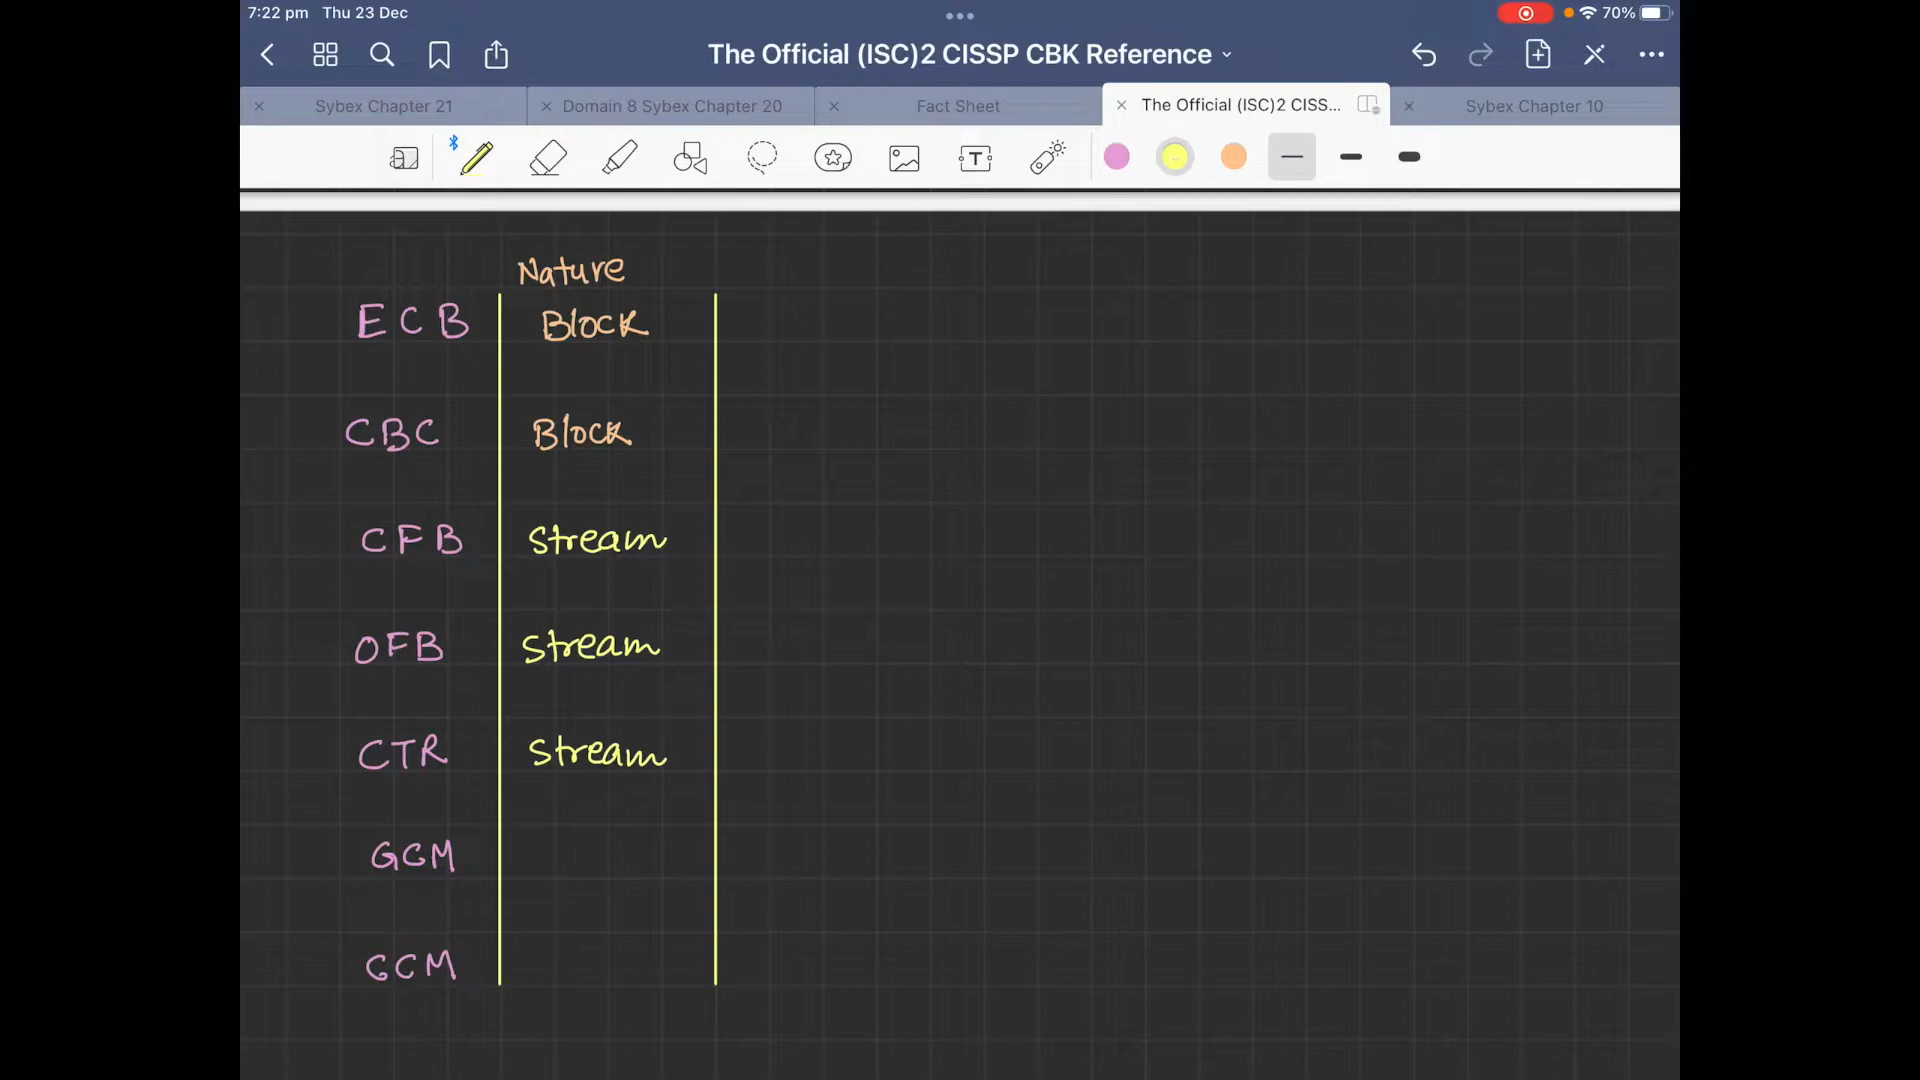 7:22 pm Thu 23 Dec
70%
The Official (ISC)2 CISSP CBK Reference
Sybex Chapter 21
Domain 8 Sybex Chapter 20
Fact Sheet
The Official (ISC)2 CISS...
Sybex Chapter 10
Nature
ECB Block
CBC Block
CFB Stream
OFB Stream
CTR Stream
GCM
GCM